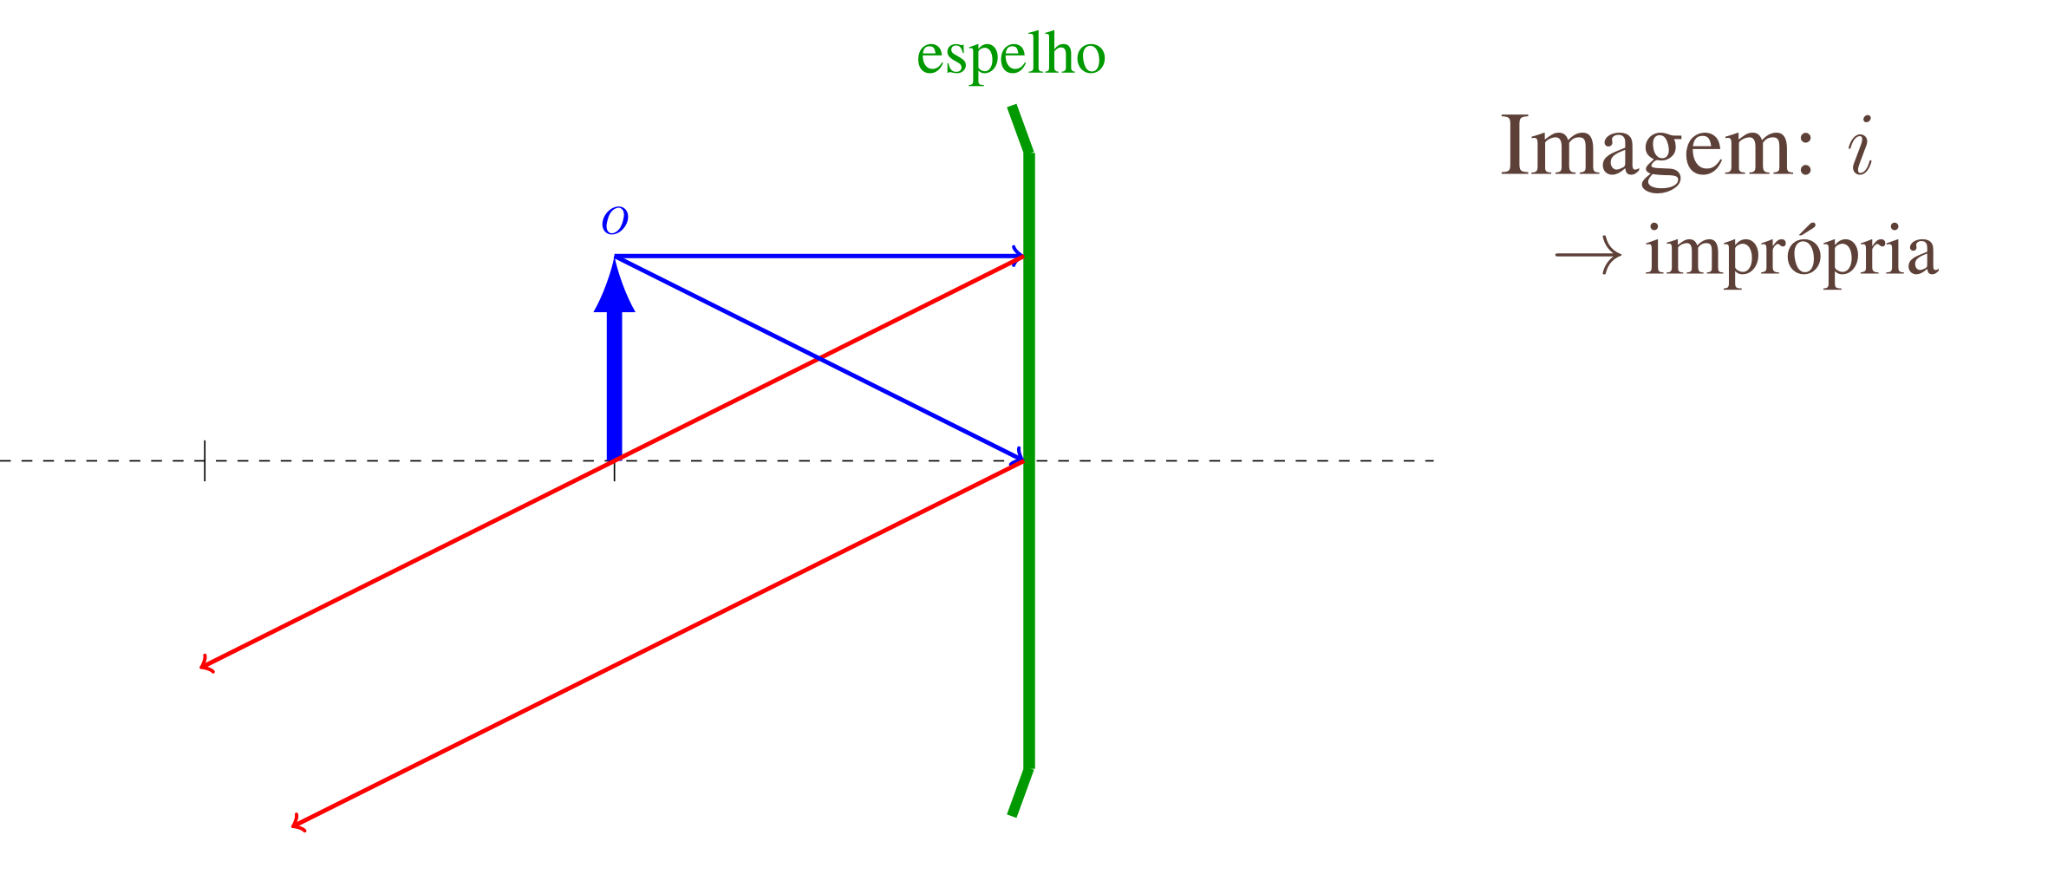 espelho
Imagem: i
→ imprópria
o